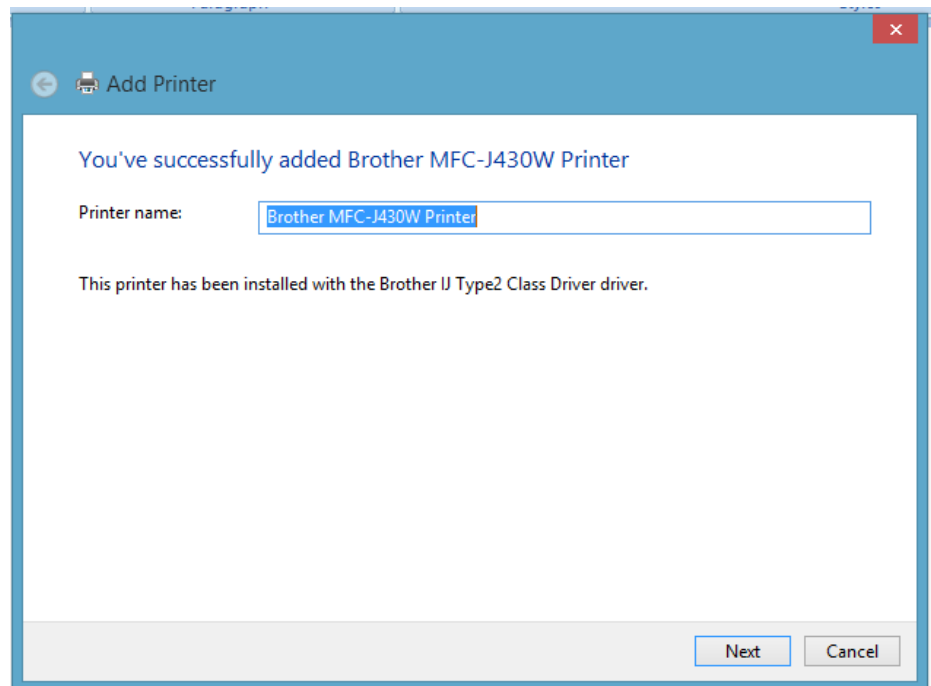 Add Printer
You've successfully added Brother MFC-J430W Printer
Printer name:
Brother MFC-J430W Printer
This printer has been installed with the Brother IJ Type2 Class Driver driver.
Next
Cancel